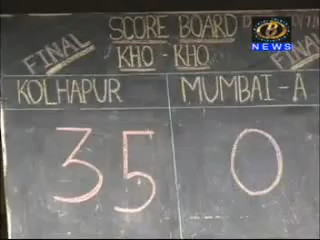 SCORE BOARD
FINAL KHO - KHO FINAL
KOLHAPUR MUMBAI - A
35 0
B
NEWS